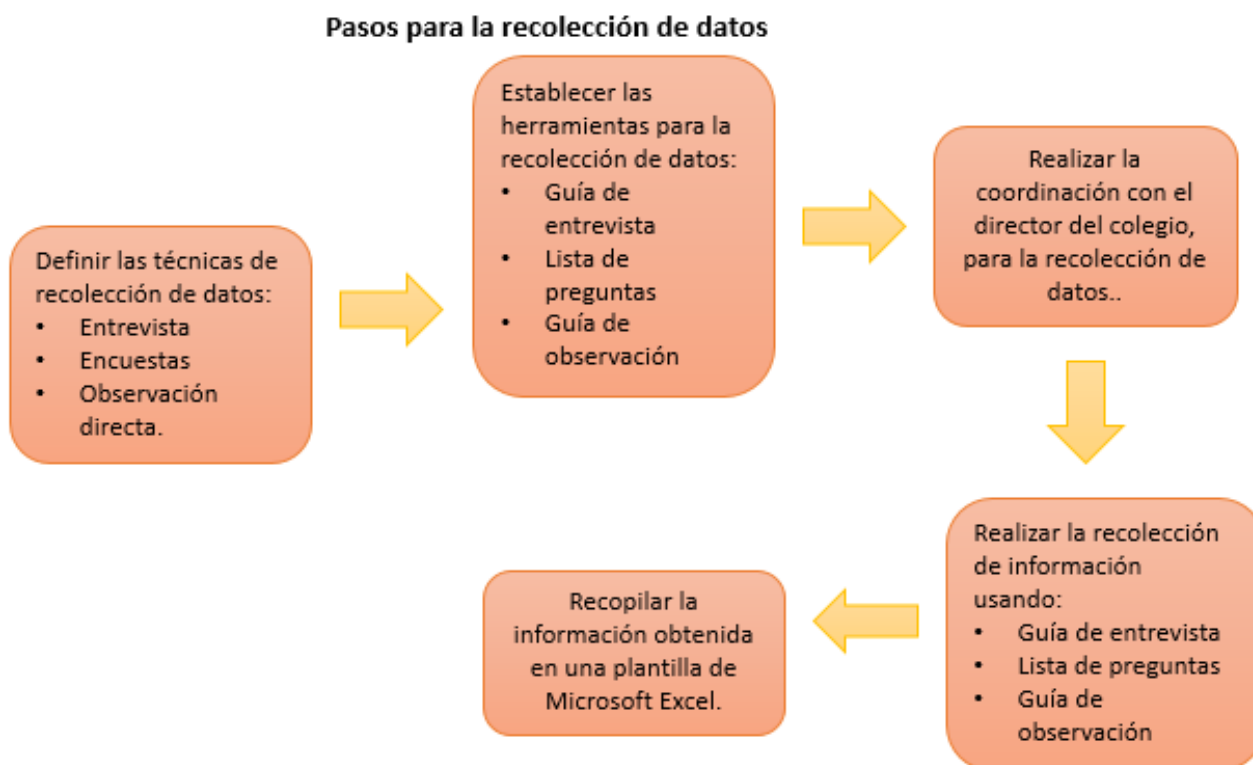 Pasos para la recolección de datos
Definir las técnicas de
recolección de datos:
• Entrevista
• Encuestas
• Observación
directa.
Establecer las
herramientas para la
recolección de datos:
• Guía de
entrevista
• Lista de
preguntas
• Guía de
observación
Realizar la
coordinación con el
director del colegio,
para la recolección de
datos..
Realizar la recolección
de información
usando:
• Guía de entrevista
• Lista de preguntas
• Guía de
observación
Recopilar la
información obtenida
en una plantilla de
Microsoft Excel.